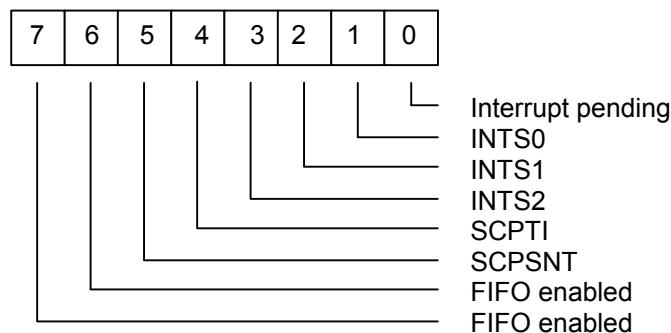 7 6 5 4 3 2 1 0
Interrupt pending
INTS0
INTS1
INTS2
SCPTI
SCPSNT
FIFO enabled
FIFO enabled